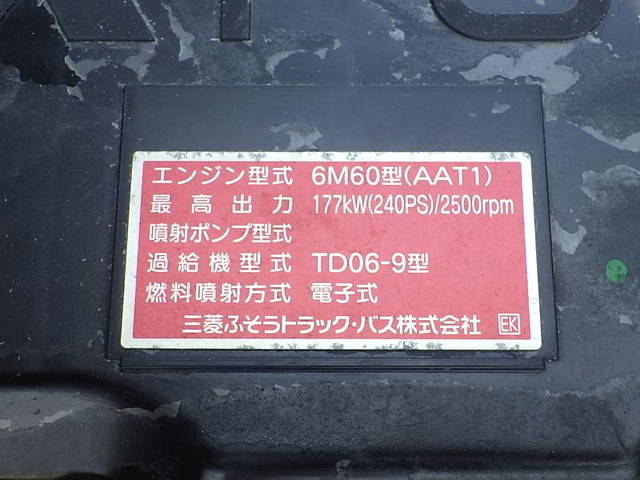 エンジン型式 6M60型(AAT1)
最高出力 177kW(240PS)/2500rpm
噴射ポンプ型式
過給機型式 TD06-9型
燃料噴射方式 電子式
三菱ふそうトラック・バス株式会社 EK